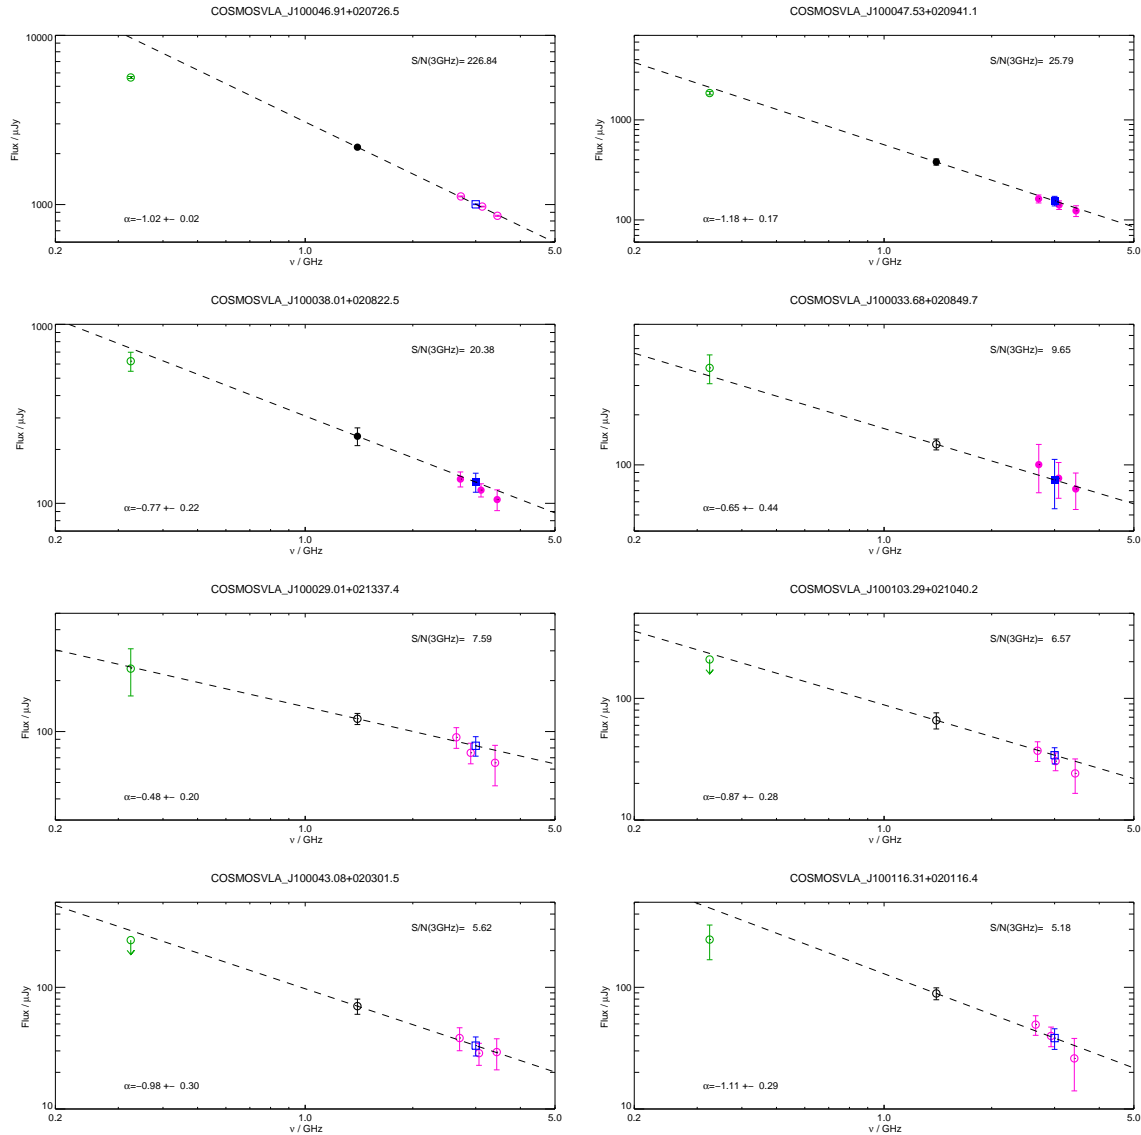 COSMOSVLA_J100046.91+020726.5
10000
1000
Flux / μJy
S/N(3GHz)= 226.84
α=−1.02 +− 0.02
0.2 1.0 5.0
ν / GHz
COSMOSVLA_J100047.53+020941.1
1000
100
Flux / μJy
S/N(3GHz)= 25.79
α=−1.18 +− 0.17
0.2 1.0 5.0
ν / GHz
COSMOSVLA_J100038.01+020822.5
1000
100
Flux / μJy
S/N(3GHz)= 20.38
α=−0.77 +− 0.22
0.2 1.0 5.0
ν / GHz
COSMOSVLA_J100033.68+020849.7
100
Flux / μJy
S/N(3GHz)= 9.65
α=−0.65 +− 0.44
0.2 1.0 5.0
ν / GHz
COSMOSVLA_J100029.01+021337.4
100
Flux / μJy
S/N(3GHz)= 7.59
α=−0.48 +− 0.20
0.2 1.0 5.0
ν / GHz
COSMOSVLA_J100103.29+021040.2
100
10
Flux / μJy
S/N(3GHz)= 6.57
α=−0.87 +− 0.28
0.2 1.0 5.0
ν / GHz
COSMOSVLA_J100043.08+020301.5
100
10
Flux / μJy
S/N(3GHz)= 5.62
α=−0.98 +− 0.30
0.2 1.0 5.0
ν / GHz
COSMOSVLA_J100116.31+020116.4
100
10
Flux / μJy
S/N(3GHz)= 5.18
α=−1.11 +− 0.29
0.2 1.0 5.0
ν / GHz